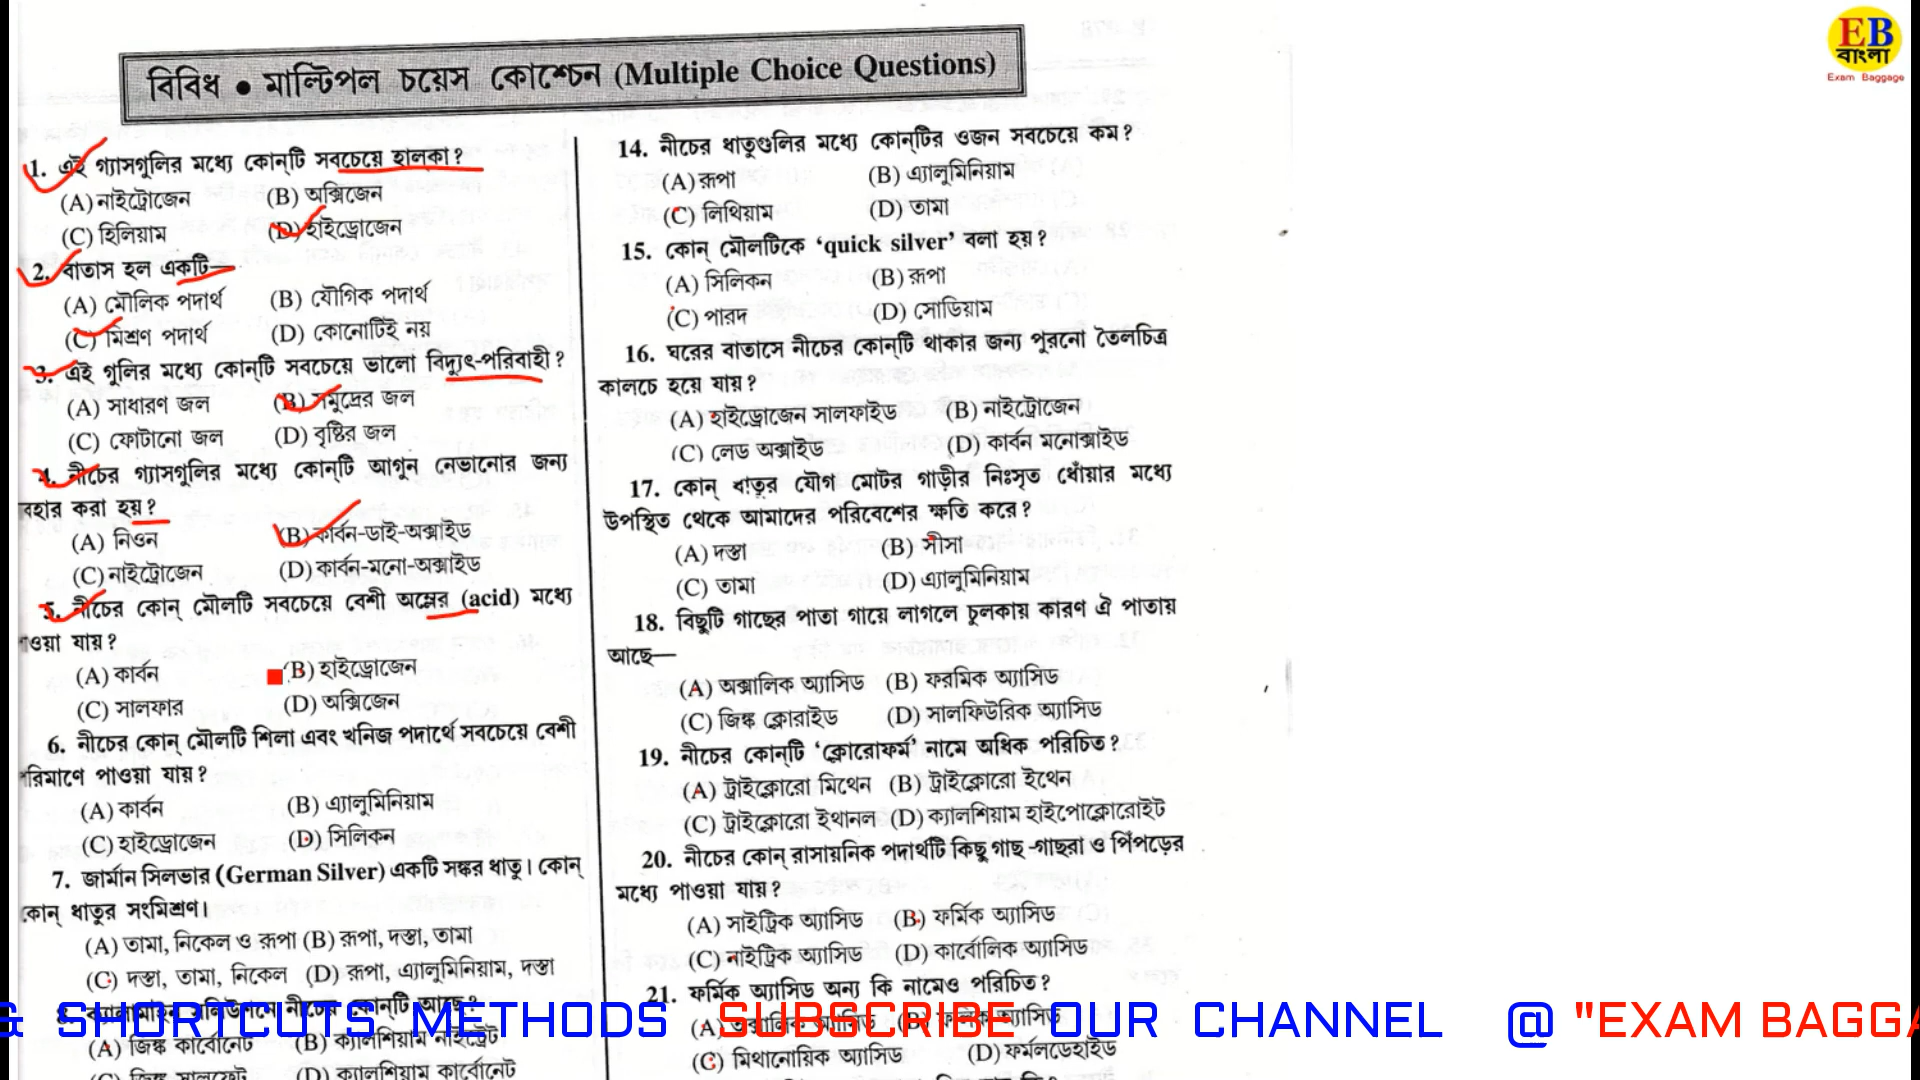 বিবিধ • মাল্টিপল চয়েস কোশ্চেন (Multiple Choice Questions)
EB
বাংলা
Exam Baggage
1. এই গ্যাসগুলির মধ্যে কোন্‌টি সবচেয়ে হালকা?
(A) নাইট্রোজেন (B) অক্সিজেন
(C) হিলিয়াম (D) হাইড্রোজেন
2. বাতাস হল একটি—
(A) মৌলিক পদার্থ (B) যৌগিক পদার্থ
(C) মিশ্রণ পদার্থ (D) কোনোটিই নয়
3. এই গুলির মধ্যে কোন্‌টি সবচেয়ে ভালো বিদ্যুৎ-পরিবাহী?
(A) সাধারণ জল (B) সমুদ্রের জল
(C) ফোটানো জল (D) বৃষ্টির জল
4. নীচের গ্যাসগুলির মধ্যে কোন্‌টি আগুন নেভানোর জন্য
বহার করা হয়?
(A) নিওন (B) কার্বন-ডাই-অক্সাইড
(C) নাইট্রোজেন (D) কার্বন-মনো-অক্সাইড
5. নীচের কোন্ মৌলটি সবচেয়ে বেশী অম্লের (acid) মধ্যে
াওয়া যায়?
(A) কার্বন (B) হাইড্রোজেন
(C) সালফার (D) অক্সিজেন
6. নীচের কোন্ মৌলটি শিলা এবং খনিজ পদার্থে সবচেয়ে বেশী
রিমাণে পাওয়া যায়?
(A) কার্বন (B) এ্যালুমিনিয়াম
(C) হাইড্রোজেন (D) সিলিকন
7. জার্মান সিলভার (German Silver) একটি সঙ্কর ধাতু। কোন্
কোন্ ধাতুর সংমিশ্রণ।
(A) তামা, নিকেল ও রূপা (B) রূপা, দস্তা, তামা
(C) দস্তা, তামা, নিকেল (D) রূপা, এ্যালুমিনিয়াম, দস্তা
8. ক্যালামাইন সলিউশনে নীচের কোন্‌টি আছে?
(A) জিঙ্ক কার্বোনেট (B) ক্যালশিয়াম নাইট্রেট
(C) জিঙ্ক সালফেট (D) ক্যালশিয়াম কার্বোনেট
14. নীচের ধাতুগুলির মধ্যে কোন্‌টির ওজন সবচেয়ে কম?
(A) রূপা (B) এ্যালুমিনিয়াম
(C) লিথিয়াম (D) তামা
15. কোন্ মৌলটিকে ‘quick silver’ বলা হয়?
(A) সিলিকন (B) রূপা
(C) পারদ (D) সোডিয়াম
16. ঘরের বাতাসে নীচের কোন্‌টি থাকার জন্য পুরনো তৈলচিত্র
কালচে হয়ে যায়?
(A) হাইড্রোজেন সালফাইড (B) নাইট্রোজেন
(C) লেড অক্সাইড (D) কার্বন মনোক্সাইড
17. কোন্ ধাতুর যৌগ মোটর গাড়ীর নিঃসৃত ধোঁয়ার মধ্যে
উপস্থিত থেকে আমাদের পরিবেশের ক্ষতি করে?
(A) দস্তা (B) সীসা
(C) তামা (D) এ্যালুমিনিয়াম
18. বিছুটি গাছের পাতা গায়ে লাগলে চুলকায় কারণ ঐ পাতায়
আছে—
(A) অক্সালিক অ্যাসিড (B) ফরমিক অ্যাসিড
(C) জিঙ্ক ক্লোরাইড (D) সালফিউরিক অ্যাসিড
19. নীচের কোন্‌টি ‘ক্লোরোফর্ম’ নামে অধিক পরিচিত?
(A) ট্রাইক্লোরো মিথেন (B) ট্রাইক্লোরো ইথেন
(C) ট্রাইক্লোরো ইথানল (D) ক্যালশিয়াম হাইপোক্লোরোইট
20. নীচের কোন্ রাসায়নিক পদার্থটি কিছু গাছ-গাছরা ও পিঁপড়ের
মধ্যে পাওয়া যায়?
(A) সাইট্রিক অ্যাসিড (B) ফর্মিক অ্যাসিড
(C) নাইট্রিক অ্যাসিড (D) কার্বোলিক অ্যাসিড
21. ফর্মিক অ্যাসিড অন্য কি নামেও পরিচিত?
(A) অক্সালিক অ্যাসিড (B) ফলিক অ্যাসিড
(C) মিথানোয়িক অ্যাসিড (D) ফর্মলডেহাইড
& SHORTCUTS METHODS SUBSCRIBE OUR CHANNEL @ "EXAM BAGGA